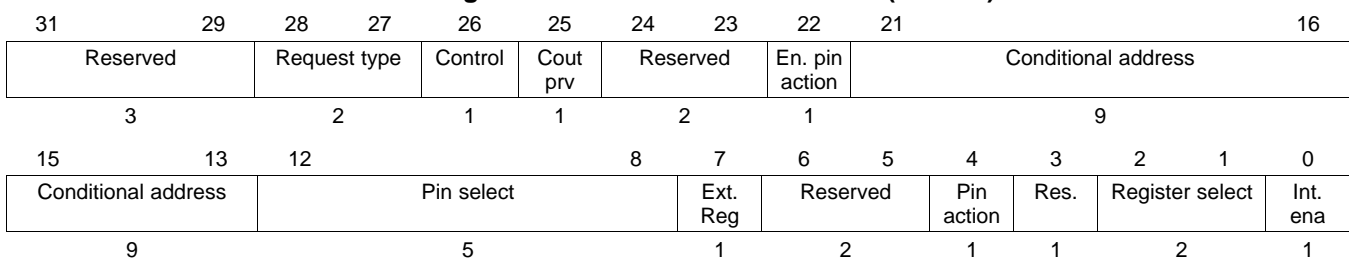 31 29 28 27 26 25 24 23 22 21 16
Reserved Request type Control Cout prv Reserved En. pin action Conditional address
3 2 1 1 2 1 9
15 13 12 8 7 6 5 4 3 2 1 0
Conditional address Pin select Ext. Reg Reserved Pin action Res. Register select Int. ena
9 5 1 2 1 1 2 1